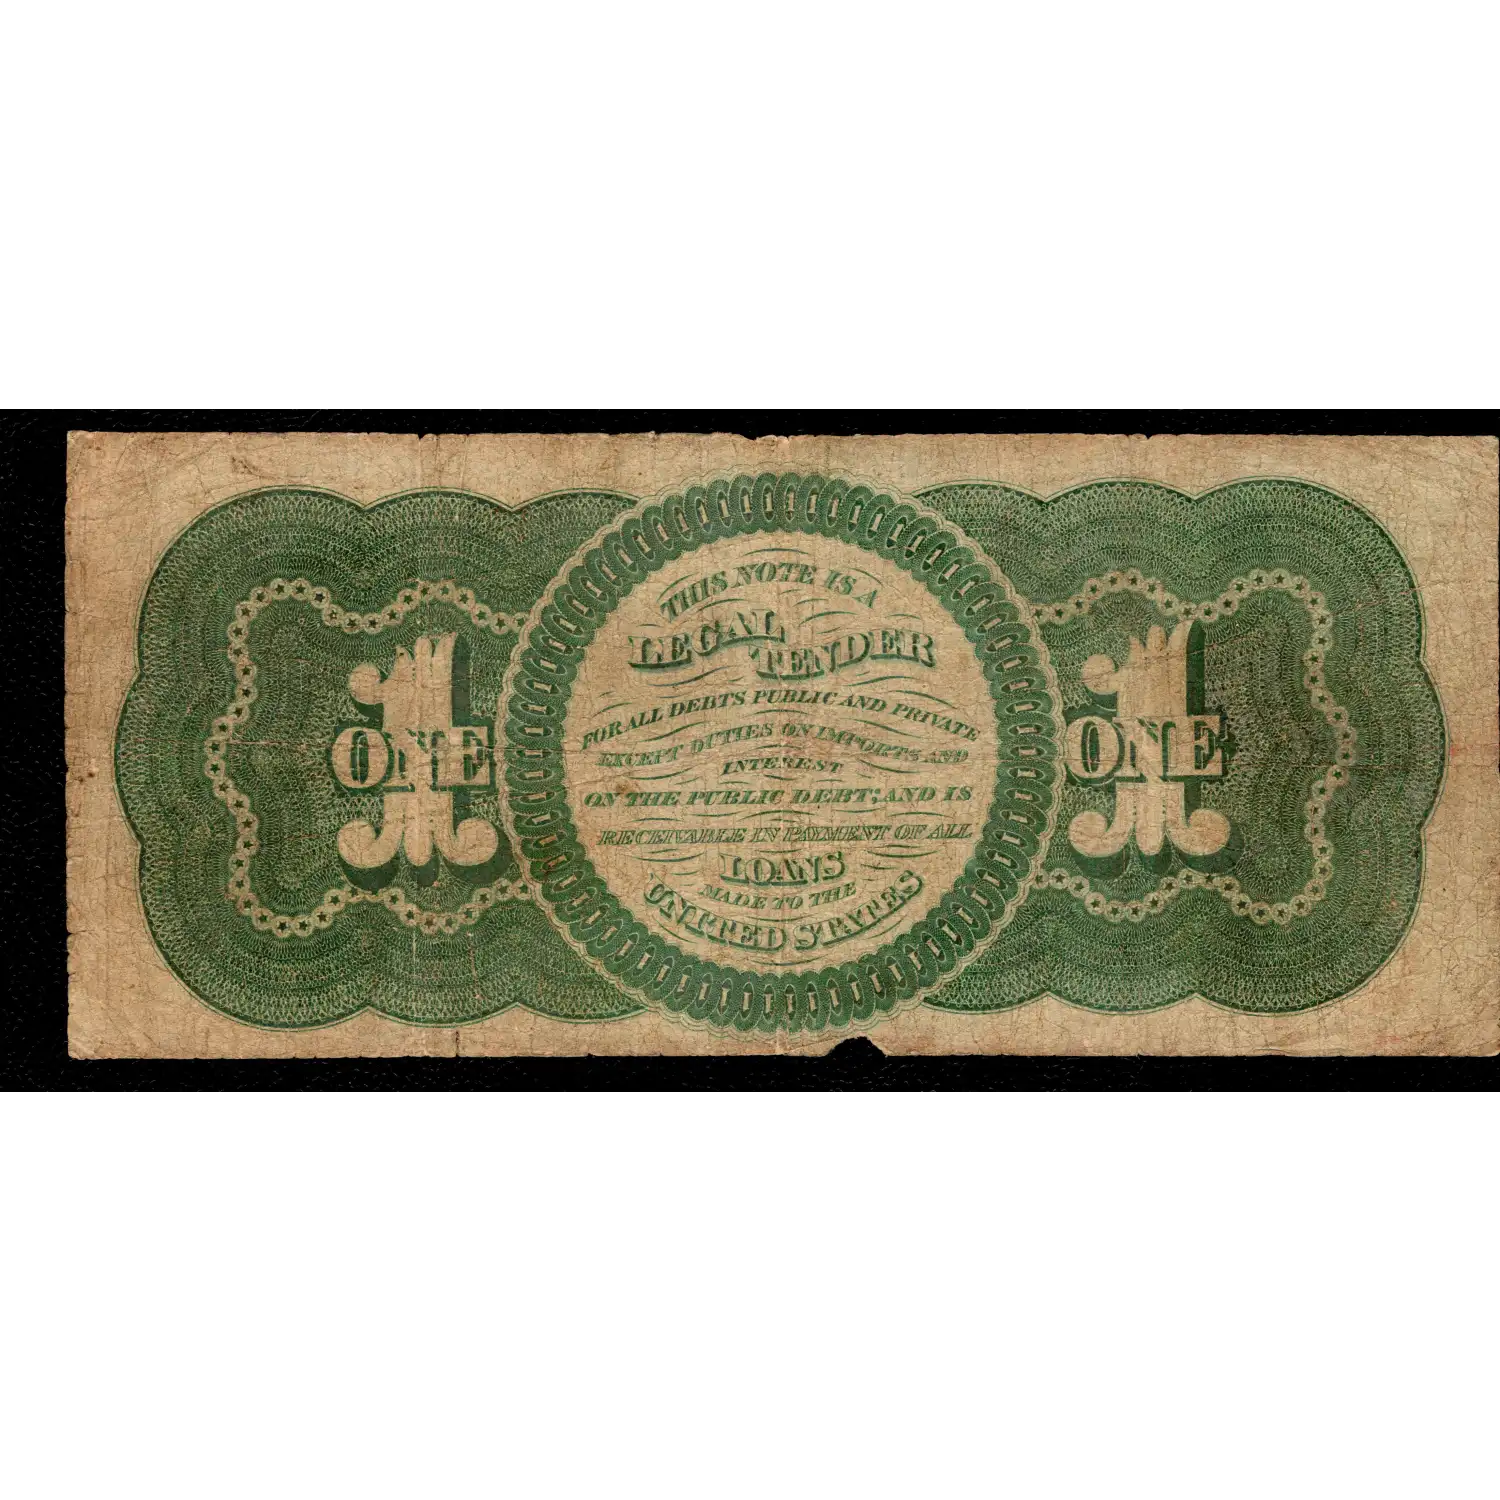 THIS NOTE IS A
LEGAL
TENDER
FOR ALL DEBTS PUBLIC AND PRIVATE
EXCEPT DUTIES ON IMPORTS AND
INTEREST
ON THE PUBLIC DEBT; AND IS
RECEIVABLE IN PAYMENT OF ALL
LOANS
MADE TO THE
UNITED STATES
1
ONE
1
ONE